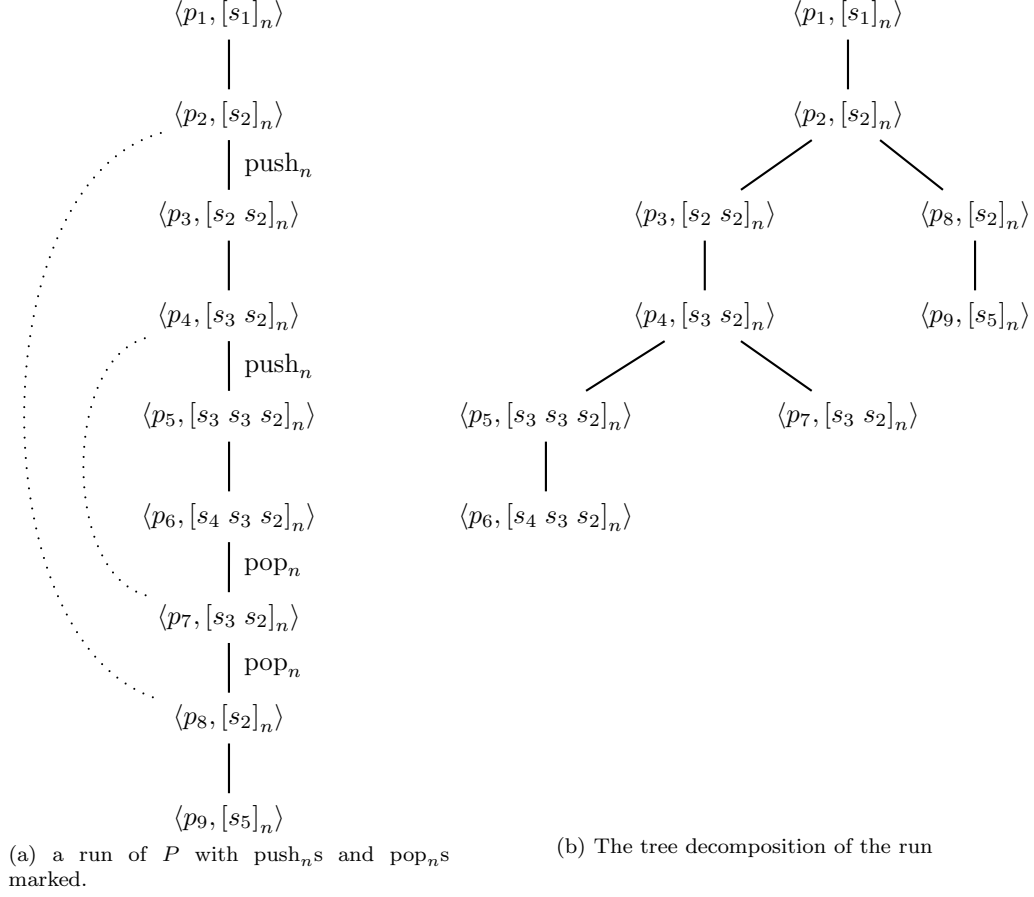 ⟨p₁, [s₁]ₙ⟩
⟨p₂, [s₂]ₙ⟩
pushₙ
⟨p₃, [s₂ s₂]ₙ⟩
⟨p₄, [s₃ s₂]ₙ⟩
pushₙ
⟨p₅, [s₃ s₃ s₂]ₙ⟩
⟨p₆, [s₄ s₃ s₂]ₙ⟩
popₙ
⟨p₇, [s₃ s₂]ₙ⟩
popₙ
⟨p₈, [s₂]ₙ⟩
⟨p₉, [s₅]ₙ⟩
(a) a run of P with pushₙs and popₙs
marked.
⟨p₁, [s₁]ₙ⟩
⟨p₂, [s₂]ₙ⟩
⟨p₃, [s₂ s₂]ₙ⟩
⟨p₈, [s₂]ₙ⟩
⟨p₄, [s₃ s₂]ₙ⟩
⟨p₉, [s₅]ₙ⟩
⟨p₅, [s₃ s₃ s₂]ₙ⟩
⟨p₇, [s₃ s₂]ₙ⟩
⟨p₆, [s₄ s₃ s₂]ₙ⟩
(b) The tree decomposition of the run